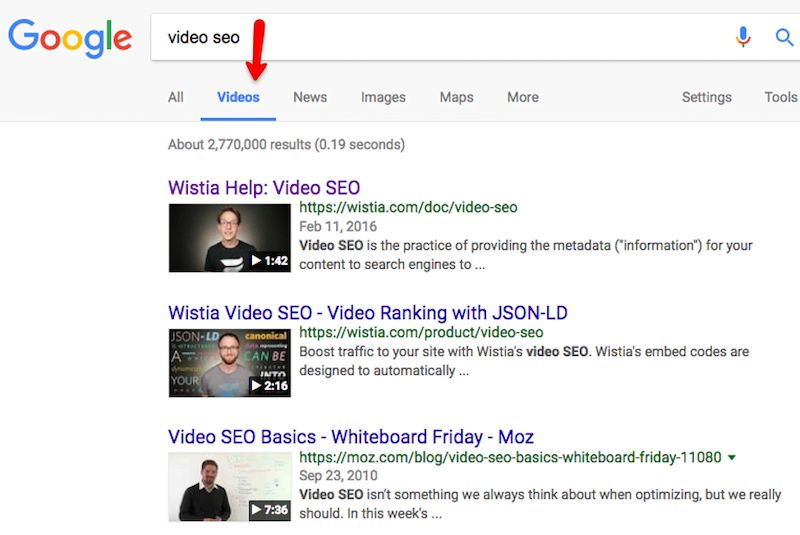 Google
video seo
All Videos News Images Maps More Settings Tools
About 2,770,000 results (0.19 seconds)
Wistia Help: Video SEO
https://wistia.com/doc/video-seo
Feb 11, 2016
Video SEO is the practice of providing the metadata ("information") for your
content to search engines to ...
1:42
Wistia Video SEO - Video Ranking with JSON-LD
https://wistia.com/product/video-seo
Boost traffic to your site with Wistia's video SEO. Wistia's embed codes are
designed to automatically ...
JSON-LD canonical
A CAN BE
YOUR INTO
2:16
Video SEO Basics - Whiteboard Friday - Moz
https://moz.com/blog/video-seo-basics-whiteboard-friday-11080
Sep 23, 2010
Video SEO isn't something we always think about when optimizing, but we really
should. In this week's ...
7:36